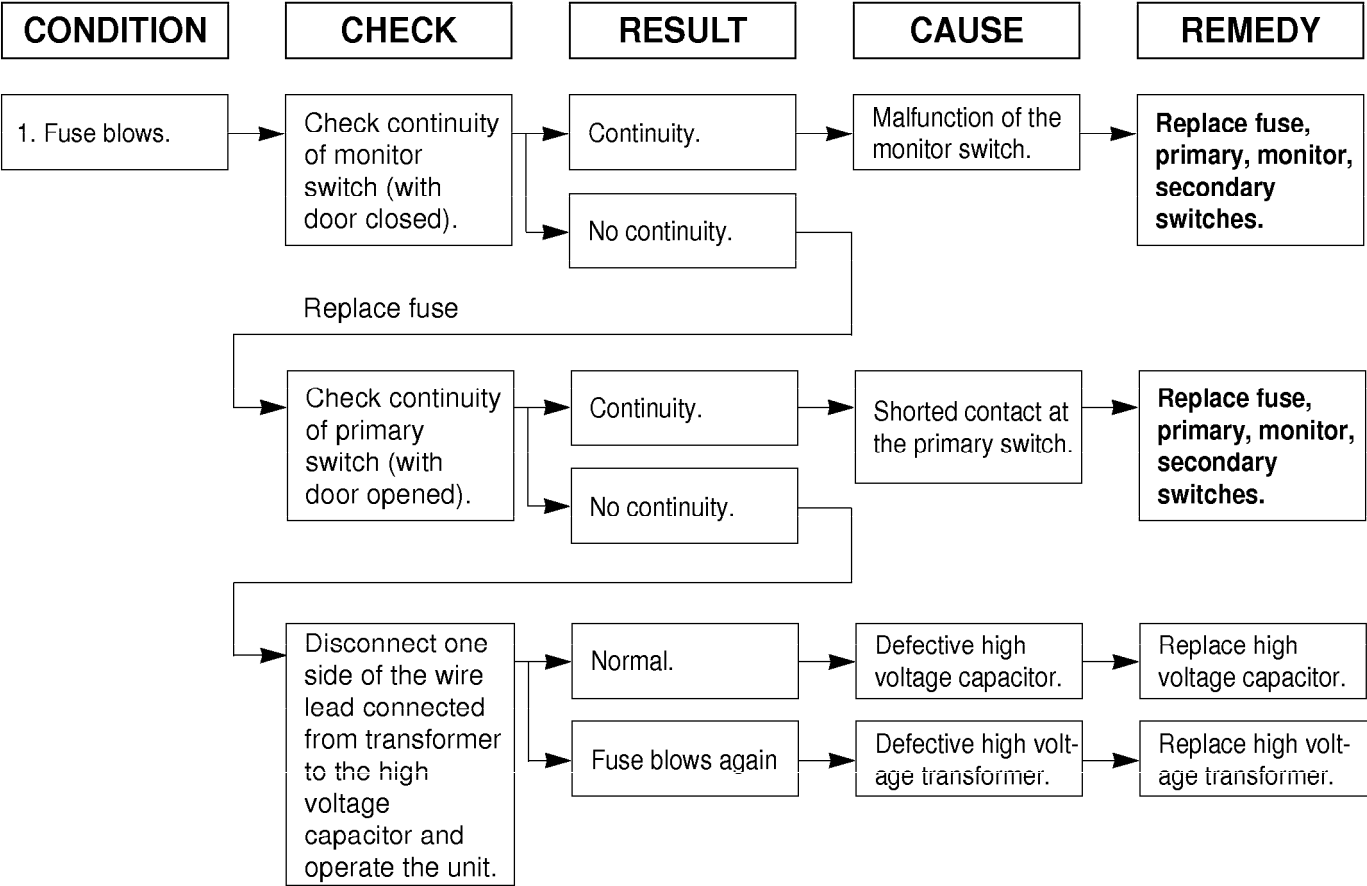 CONDITION
CHECK
RESULT
CAUSE
REMEDY
1. Fuse blows.
Check continuity
of monitor
switch (with
door closed).
Continuity.
Malfunction of the
monitor switch.
Replace fuse,
primary, monitor,
secondary
switches.
No continuity.
Replace fuse
Check continuity
of primary
switch (with
door opened).
Continuity.
Shorted contact at
the primary switch.
Replace fuse,
primary, monitor,
secondary
switches.
No continuity.
Disconnect one
side of the wire
lead connected
from transformer
to the high
voltage
capacitor and
operate the unit.
Normal.
Defective high
voltage capacitor.
Replace high
voltage capacitor.
Fuse blows again
Defective high volt-
age transformer.
Replace high volt-
age transformer.